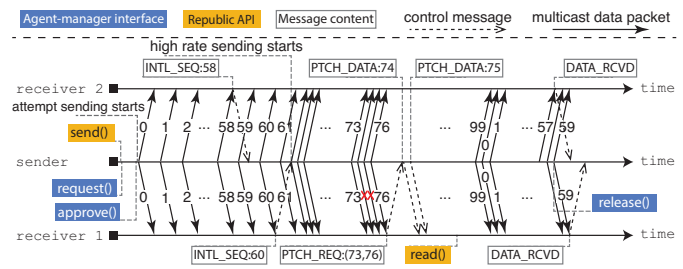 Agent-manager interface
Republic API
Message content
control message
multicast data packet
high rate sending starts
INTL_SEQ:58
PTCH_DATA:74
PTCH_DATA:75
DATA_RCVD
receiver 2
time
attempt sending starts
0 1 2 ... 58 59 60 61 ... 73 76 ... 99 1 ... 57 59
send()
0
sender
time
0
request()
0 1 2 ... 58 59 60 61 ... 73XX76 ... 99 1 ... 59
release()
approve()
receiver 1
time
INTL_SEQ:60
PTCH_REQ:(73,76)
read()
DATA_RCVD